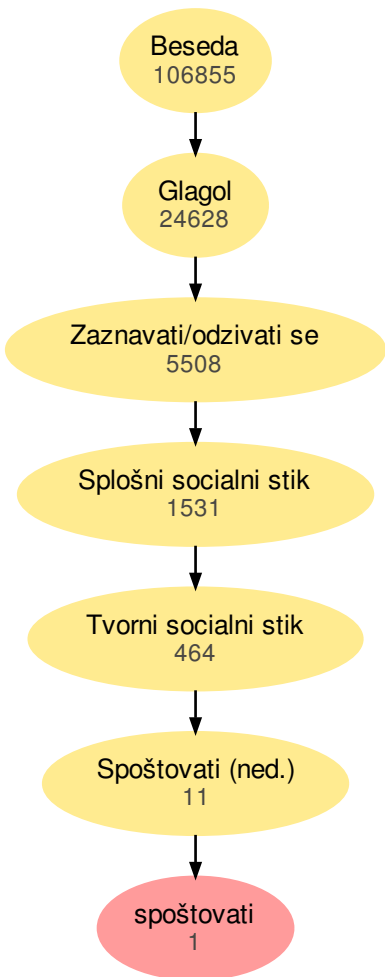 Beseda
106855
Glagol
24628
Zaznavati/odzivati se
5508
Splošni socialni stik
1531
Tvorni socialni stik
464
Spoštovati (ned.)
11
spoštovati
1